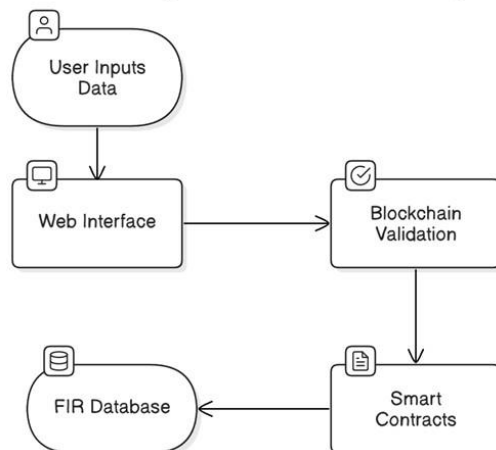 User Inputs
Data
Web Interface
Blockchain
Validation
FIR Database
Smart
Contracts